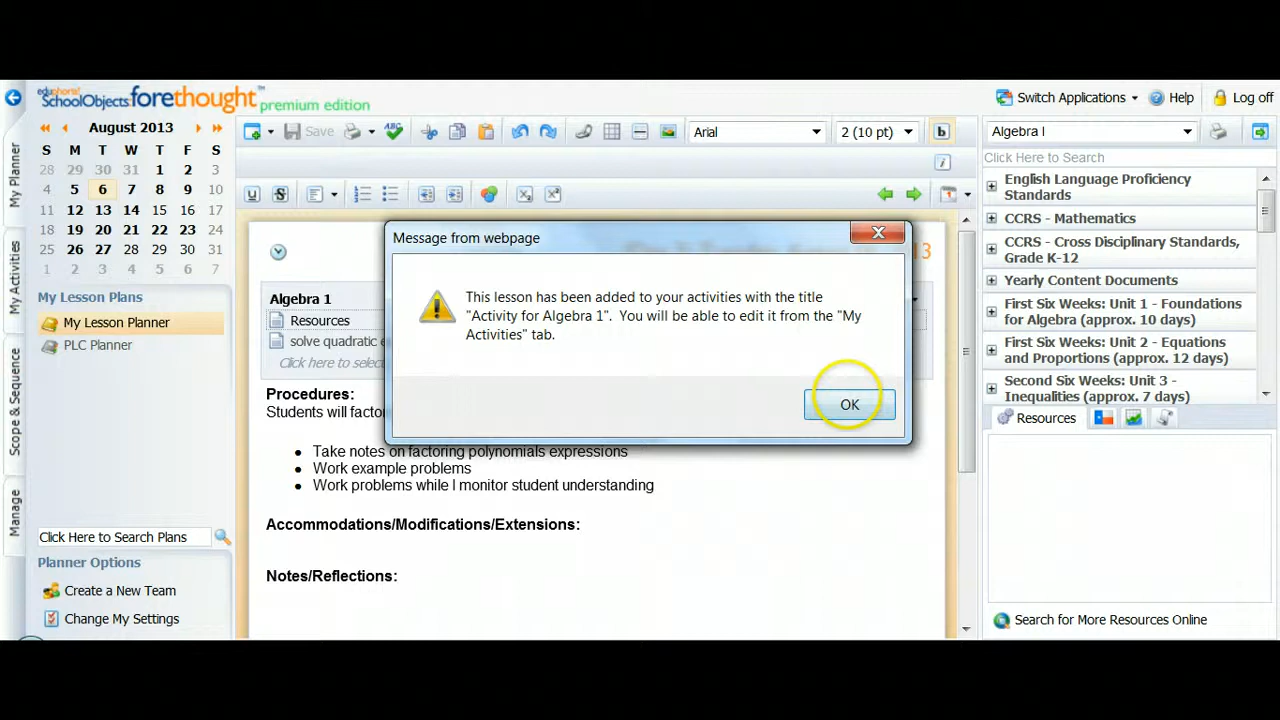 eduphoria! SchoolObjects: forethought™ premium edition
Switch Applications
Help
Log off
My Planner
My Activities
Scope & Sequence
Manage
August 2013
S M T W T F S
28 29 30 31 1 2 3
4 5 6 7 8 9 10
11 12 13 14 15 16 17
18 19 20 21 22 23 24
25 26 27 28 29 30 31
1 2 3 4 5 6 7
My Lesson Plans
My Lesson Planner
PLC Planner
Click Here to Search Plans
Planner Options
Create a New Team
Change My Settings
Save
ABC
Arial
2 (10 pt)
b
i
U S
X₂ X²
1
13
Algebra 1
Resources
solve quadratic e
Click here to selec
Procedures:
Students will facto
Take notes on factoring polynomials expressions
Work example problems
Work problems while I monitor student understanding
Accommodations/Modifications/Extensions:
Notes/Reflections:
Message from webpage
This lesson has been added to your activities with the title
"Activity for Algebra 1". You will be able to edit it from the "My
Activities" tab.
OK
Algebra I
Click Here to Search
English Language Proficiency
Standards
CCRS - Mathematics
CCRS - Cross Disciplinary Standards,
Grade K-12
Yearly Content Documents
First Six Weeks: Unit 1 - Foundations
for Algebra (approx. 10 days)
First Six Weeks: Unit 2 - Equations
and Proportions (approx. 12 days)
Second Six Weeks: Unit 3 -
Inequalities (approx. 7 days)
Resources
Search for More Resources Online